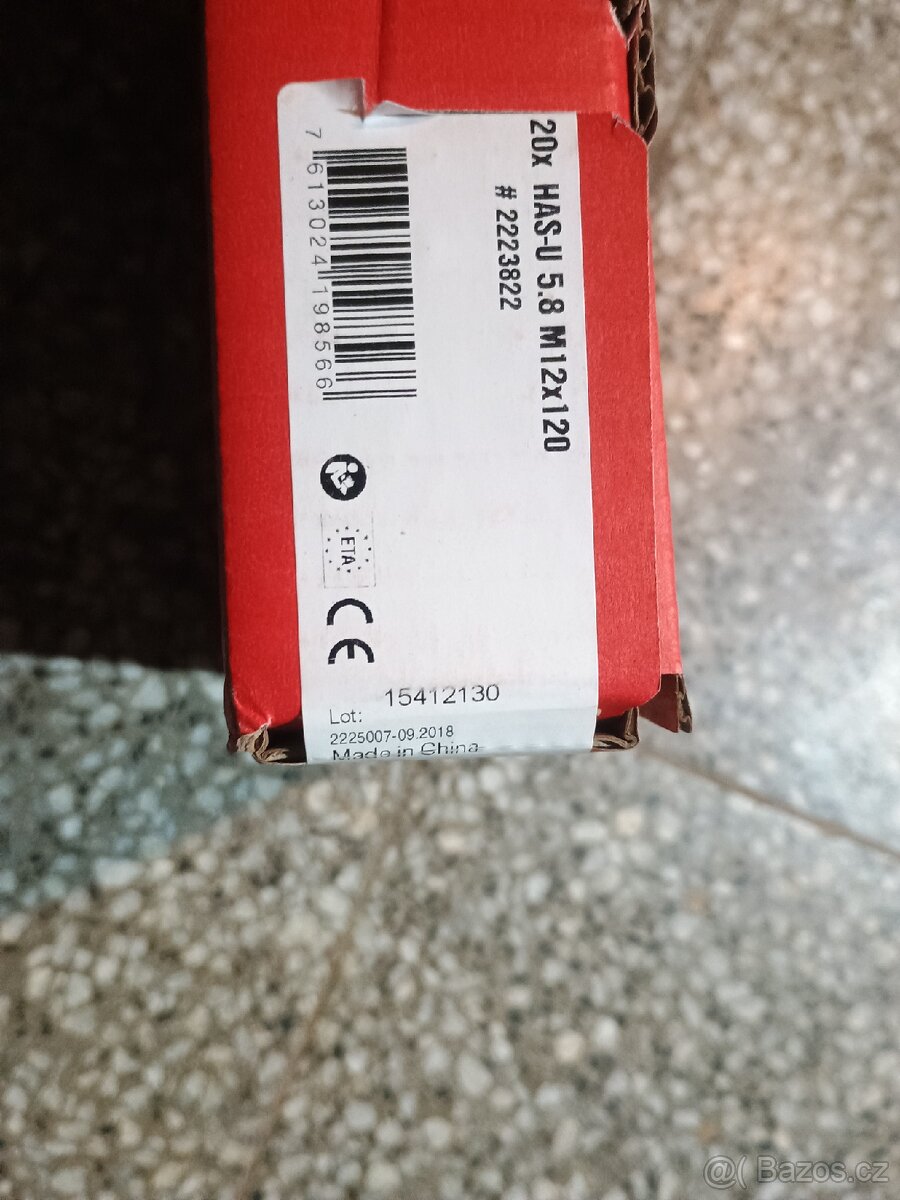 20x HAS-U 5.8 M12x120
# 2223822
7 613024 198566
ETA
CE
15412130
Lot:
2225007-09.2018
Made in China
@( Bazos.cz